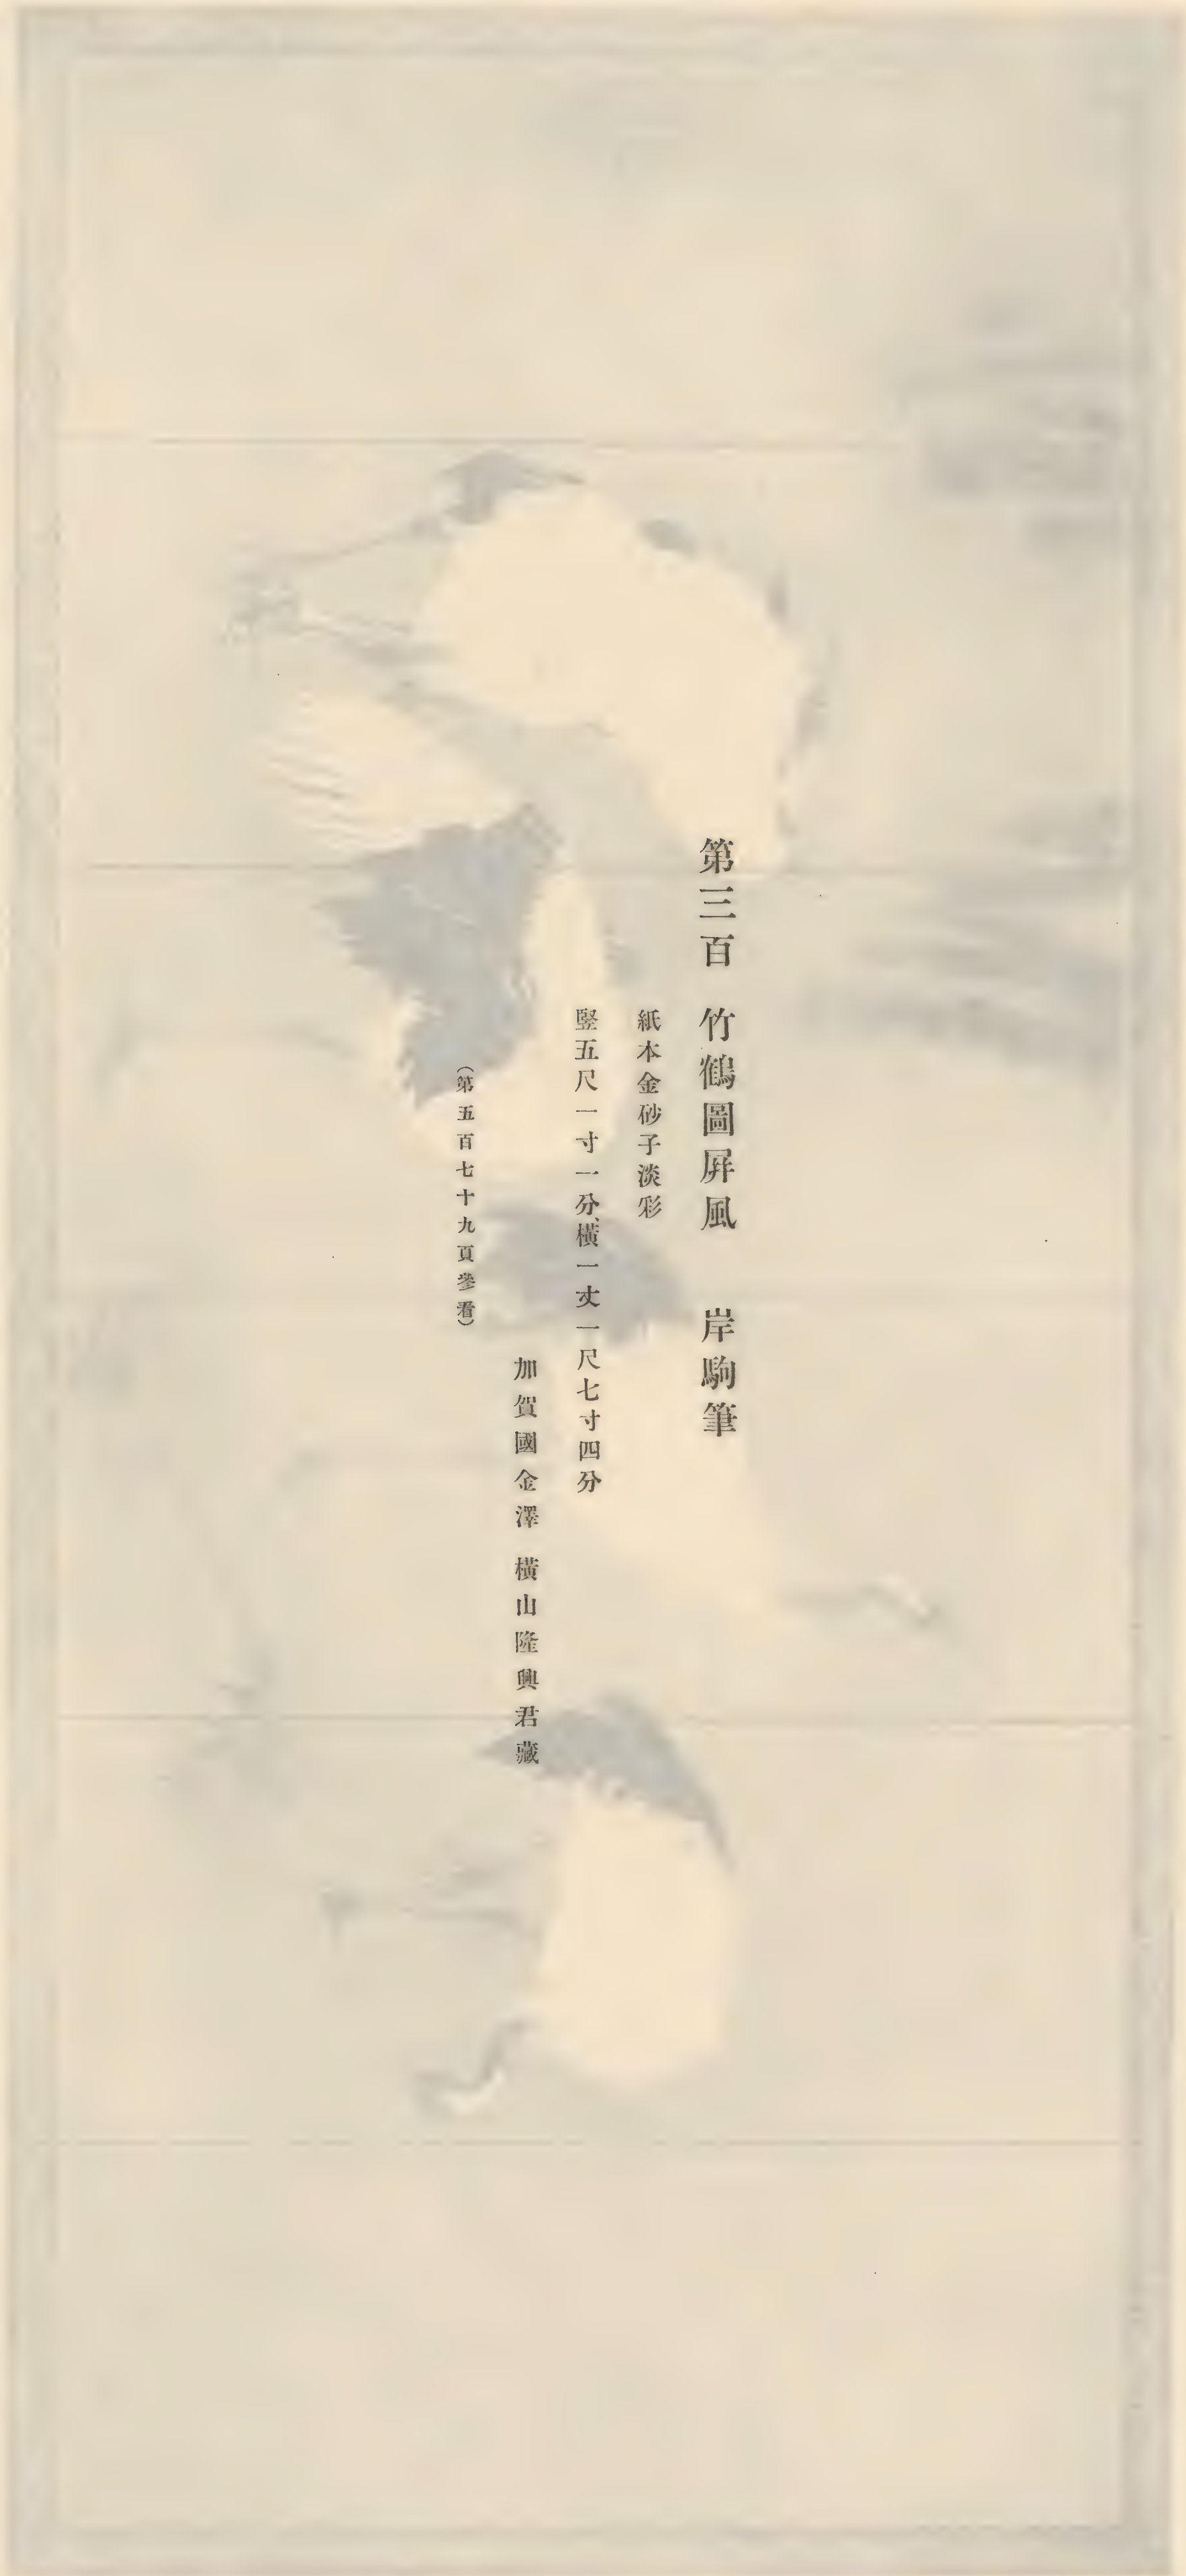 第三百　竹鶴圖屛風　岸駒筆
紙本金砂子淡彩
竪五尺一寸一分、橫一丈一尺七寸四分
加賀國金澤　橫山隆興君藏
（第五百七十九頁參看）